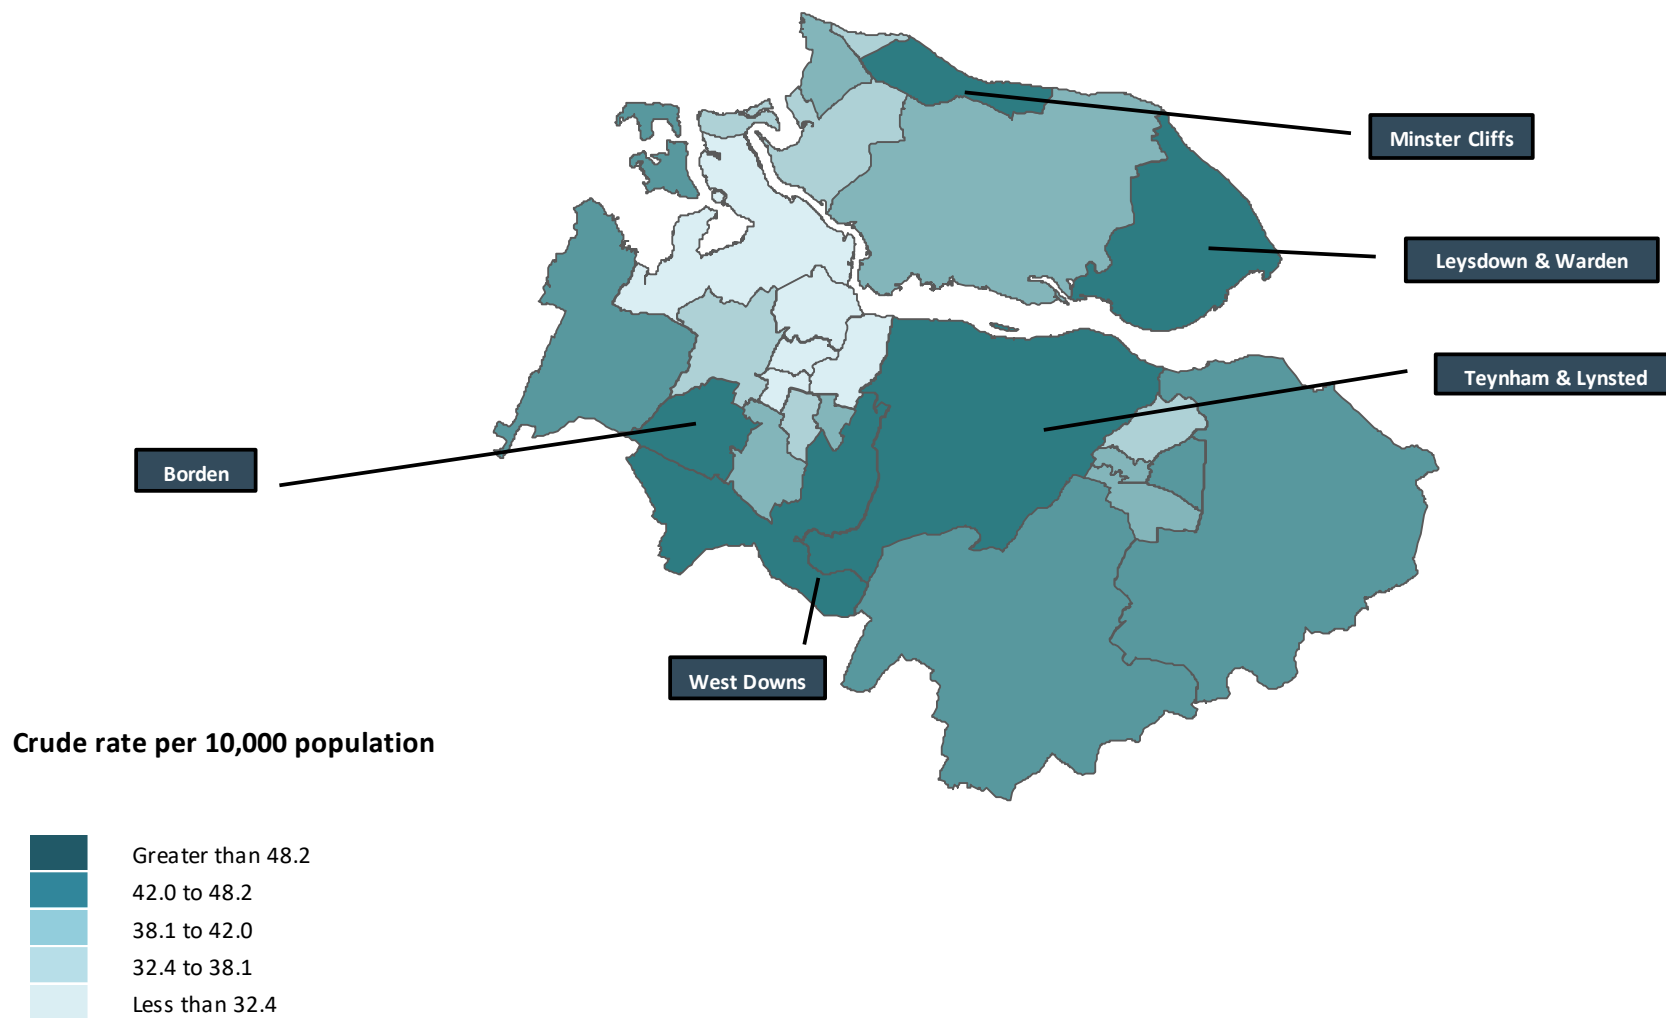 Minster Cliffs
Leysdown & Warden
Teynham & Lynsted
Borden
West Downs
Crude rate per 10,000 population
Greater than 48.2
42.0 to 48.2
38.1 to 42.0
32.4 to 38.1
Less than 32.4